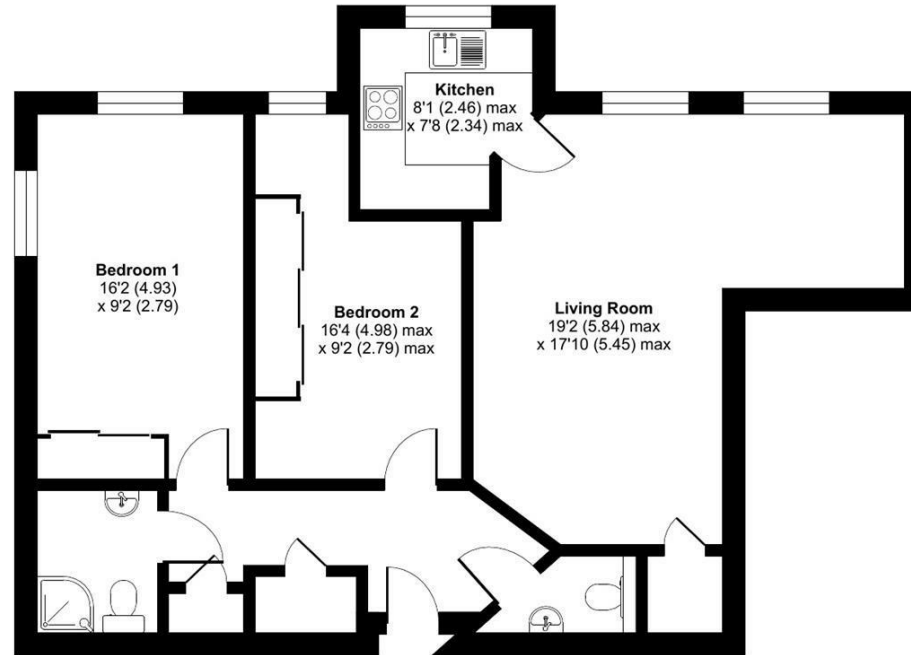 Kitchen
8'1 (2.46) max
x 7'8 (2.34) max
Bedroom 1
16'2 (4.93)
x 9'2 (2.79)
Bedroom 2
16'4 (4.98) max
x 9'2 (2.79) max
Living Room
19'2 (5.84) max
x 17'10 (5.45) max